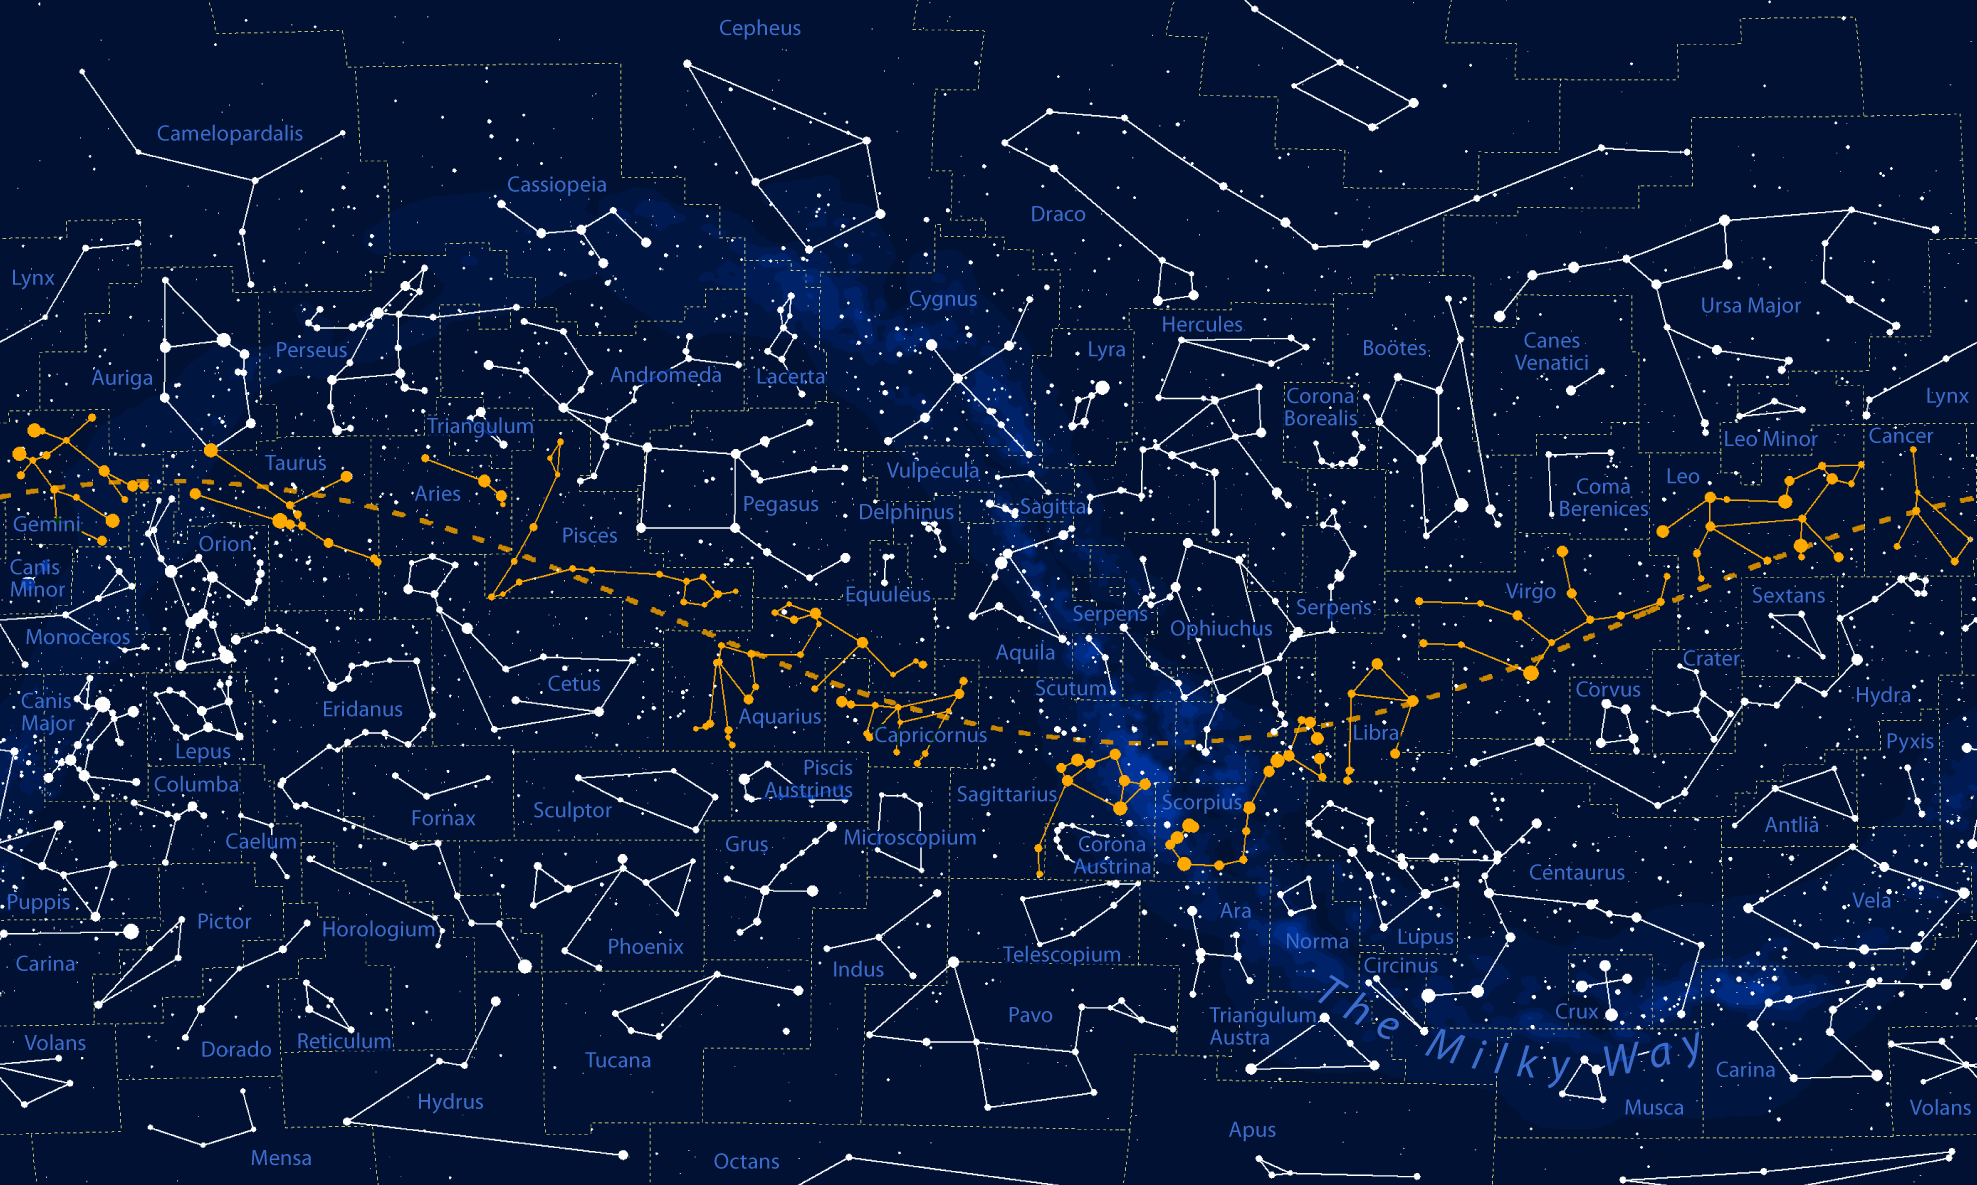 Cepheus
Camelopardalis
Cassiopeia
Draco
Lynx
Cygnus
Ursa Major
Hercules
Perseus
Lyra
Boötes
Canes
Venatici
Auriga
Andromeda
Lacerta
Corona
Borealis
Lynx
Triangulum
Leo Minor
Cancer
Taurus
Vulpecula
Leo
Aries
Pegasus
Coma
Berenices
Delphinus
Sagitta
Gemini
Pisces
Orion
Canis
Minor
Equuleus
Virgo
Sextans
Serpens
Serpens
Ophiuchus
Monoceros
Aquila
Crater
Cetus
Scutum
Corvus
Hydra
Canis
Major
Eridanus
Aquarius
Capricornus
Libra
Lepus
Pyxis
Columba
Piscis
Austrinus
Sagittarius
Scorpius
Sculptor
Fornax
Antlia
Caelum
Grus
Microscopium
Corona
Austrina
Centaurus
Puppis
Vela
Pictor
Horologium
Phoenix
Ara
Norma
Lupus
Telescopium
Carina
Indus
Circinus
Crux
Pavo
Triangulum
Austra
The Milky Way
Volans
Dorado
Reticulum
Tucana
Carina
Hydrus
Musca
Volans
Apus
Mensa
Octans